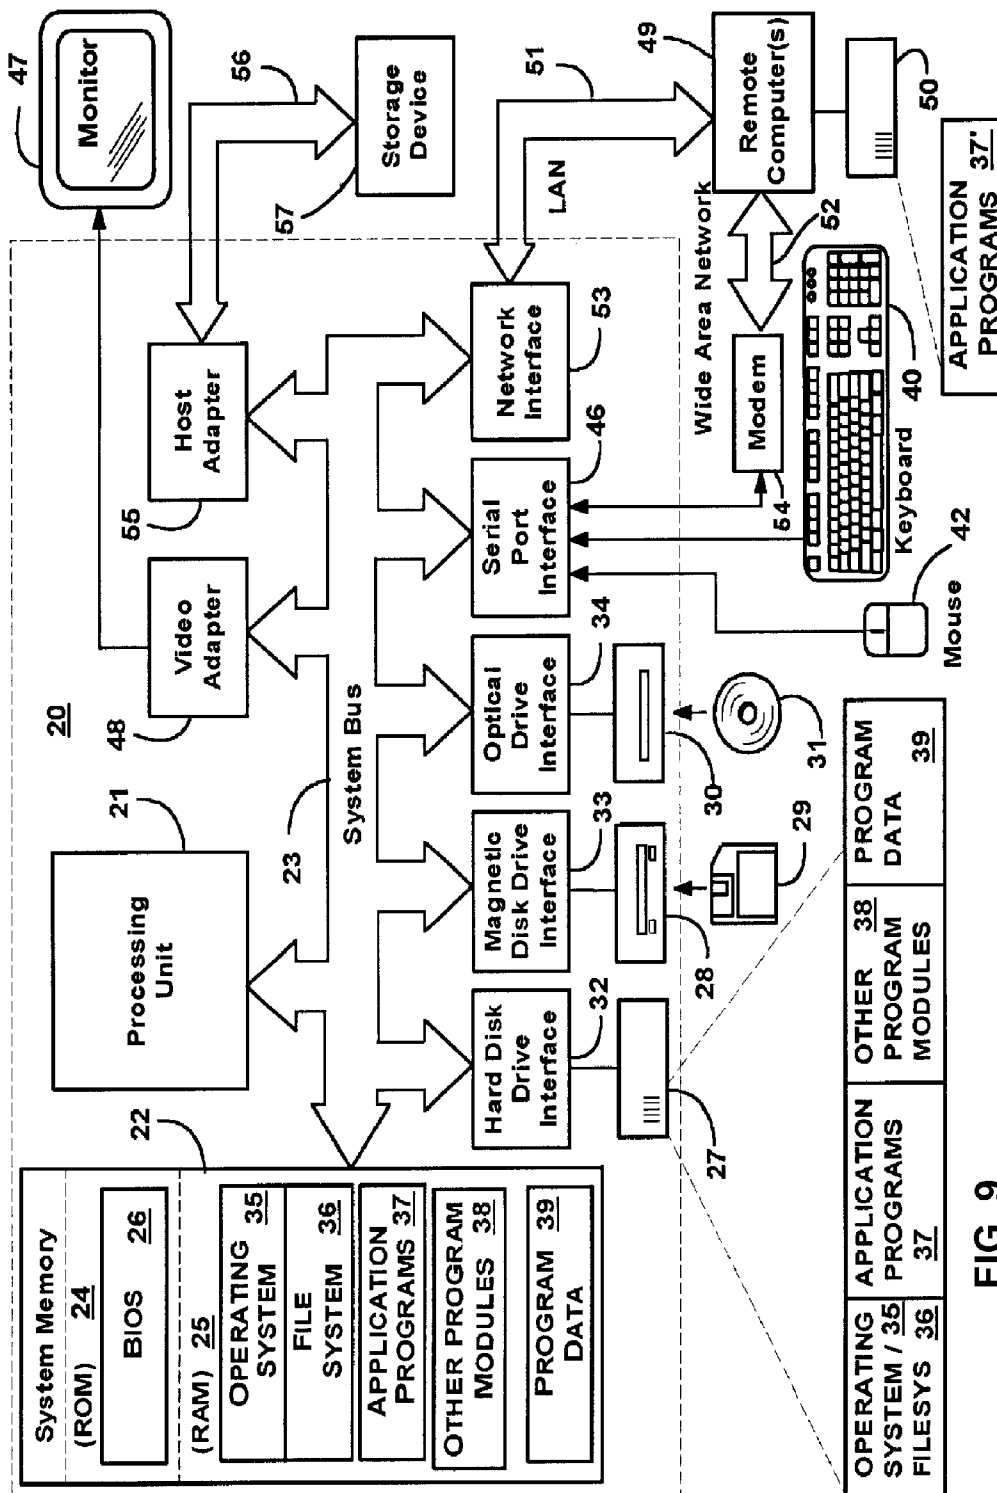 System Memory
(ROM) 24
BIOS 26
(RAM) 25
OPERATING
SYSTEM 35
FILE
SYSTEM 36
APPLICATION
PROGRAMS 37
OTHER PROGRAM
MODULES 38
PROGRAM 39
DATA
22
Processing
Unit
21
20
23
System Bus
Video
Adapter
48
Host
Adapter
55
Monitor
47
56
Storage
Device
57
Hard Disk
Drive
Interface
32
Magnetic
Disk Drive
Interface
33
Optical
Drive
Interface
34
Serial
Port
Interface
46
Network
Interface
53
LAN
51
27
28
29
30
31
Wide Area Network
52
Modem
54
Remote
Computer(s)
49
50
Keyboard
40
Mouse
42
OPERATING
SYSTEM / 35
FILESYS 36
APPLICATION
PROGRAMS
37
OTHER 38
PROGRAM
MODULES
PROGRAM
DATA
39
APPLICATION
PROGRAMS 37'
FIG. 9